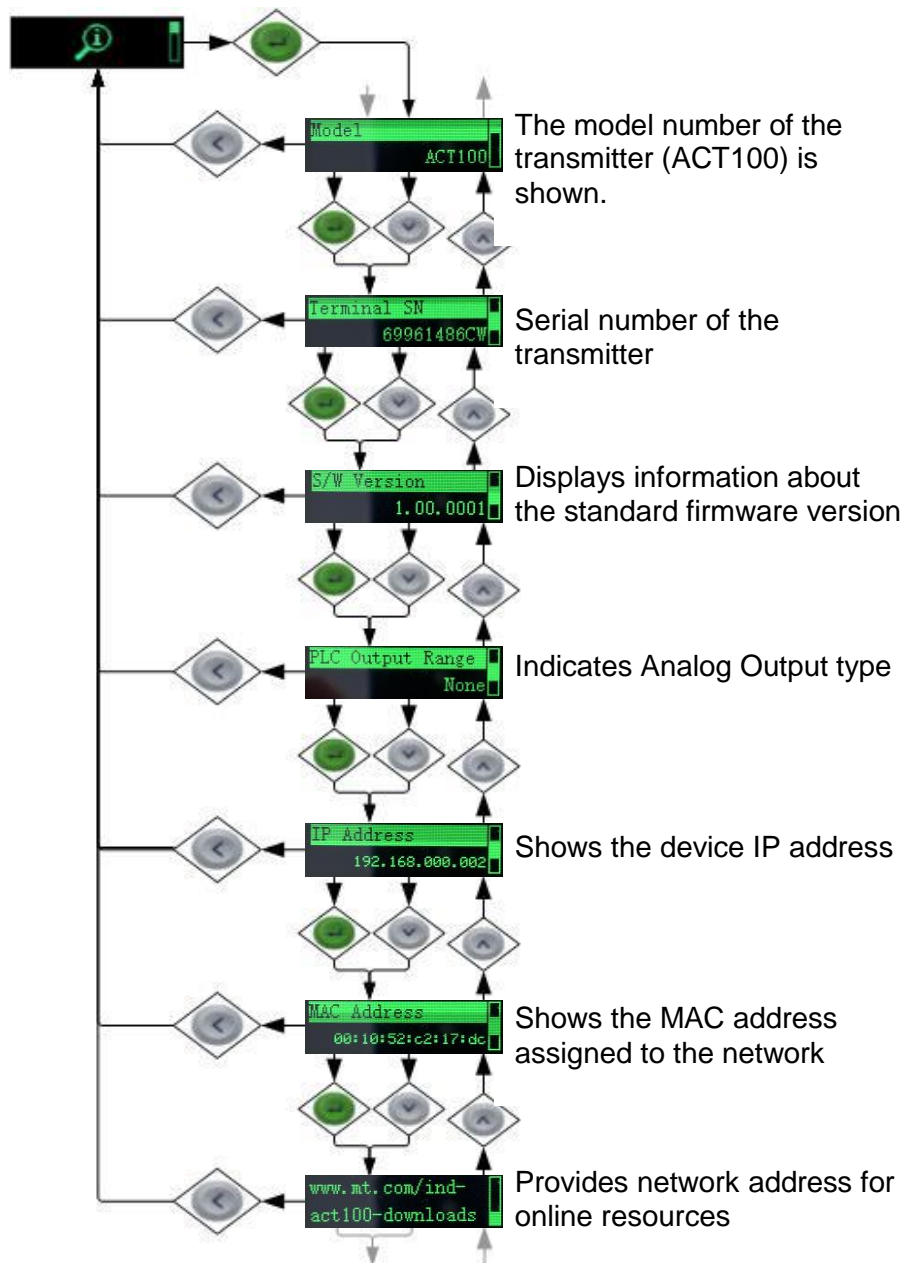 Model
ACT100
The model number of the
transmitter (ACT100) is
shown.
Terminal SN
69961486CW
Serial number of the
transmitter
S/W Version
1.00.0001
Displays information about
the standard firmware version
PLC Output Range
None
Indicates Analog Output type
IP Address
192.168.000.002
Shows the device IP address
MAC Address
00:10:52:c2:17:dc
Shows the MAC address
assigned to the network
www.mt.com/ind-
act100-downloads
Provides network address for
online resources